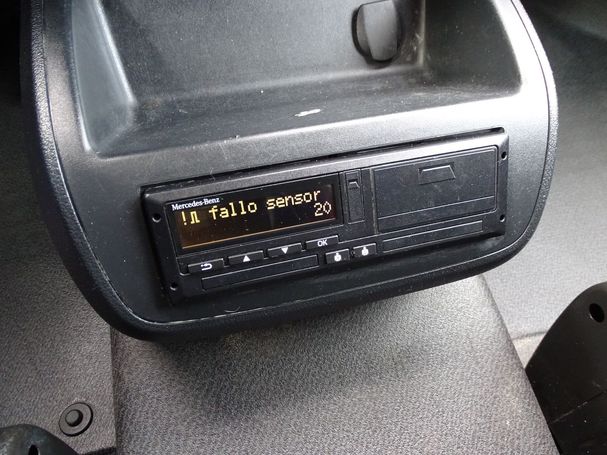 Mercedes-Benz
!⎍ fallo sensor
20
OK